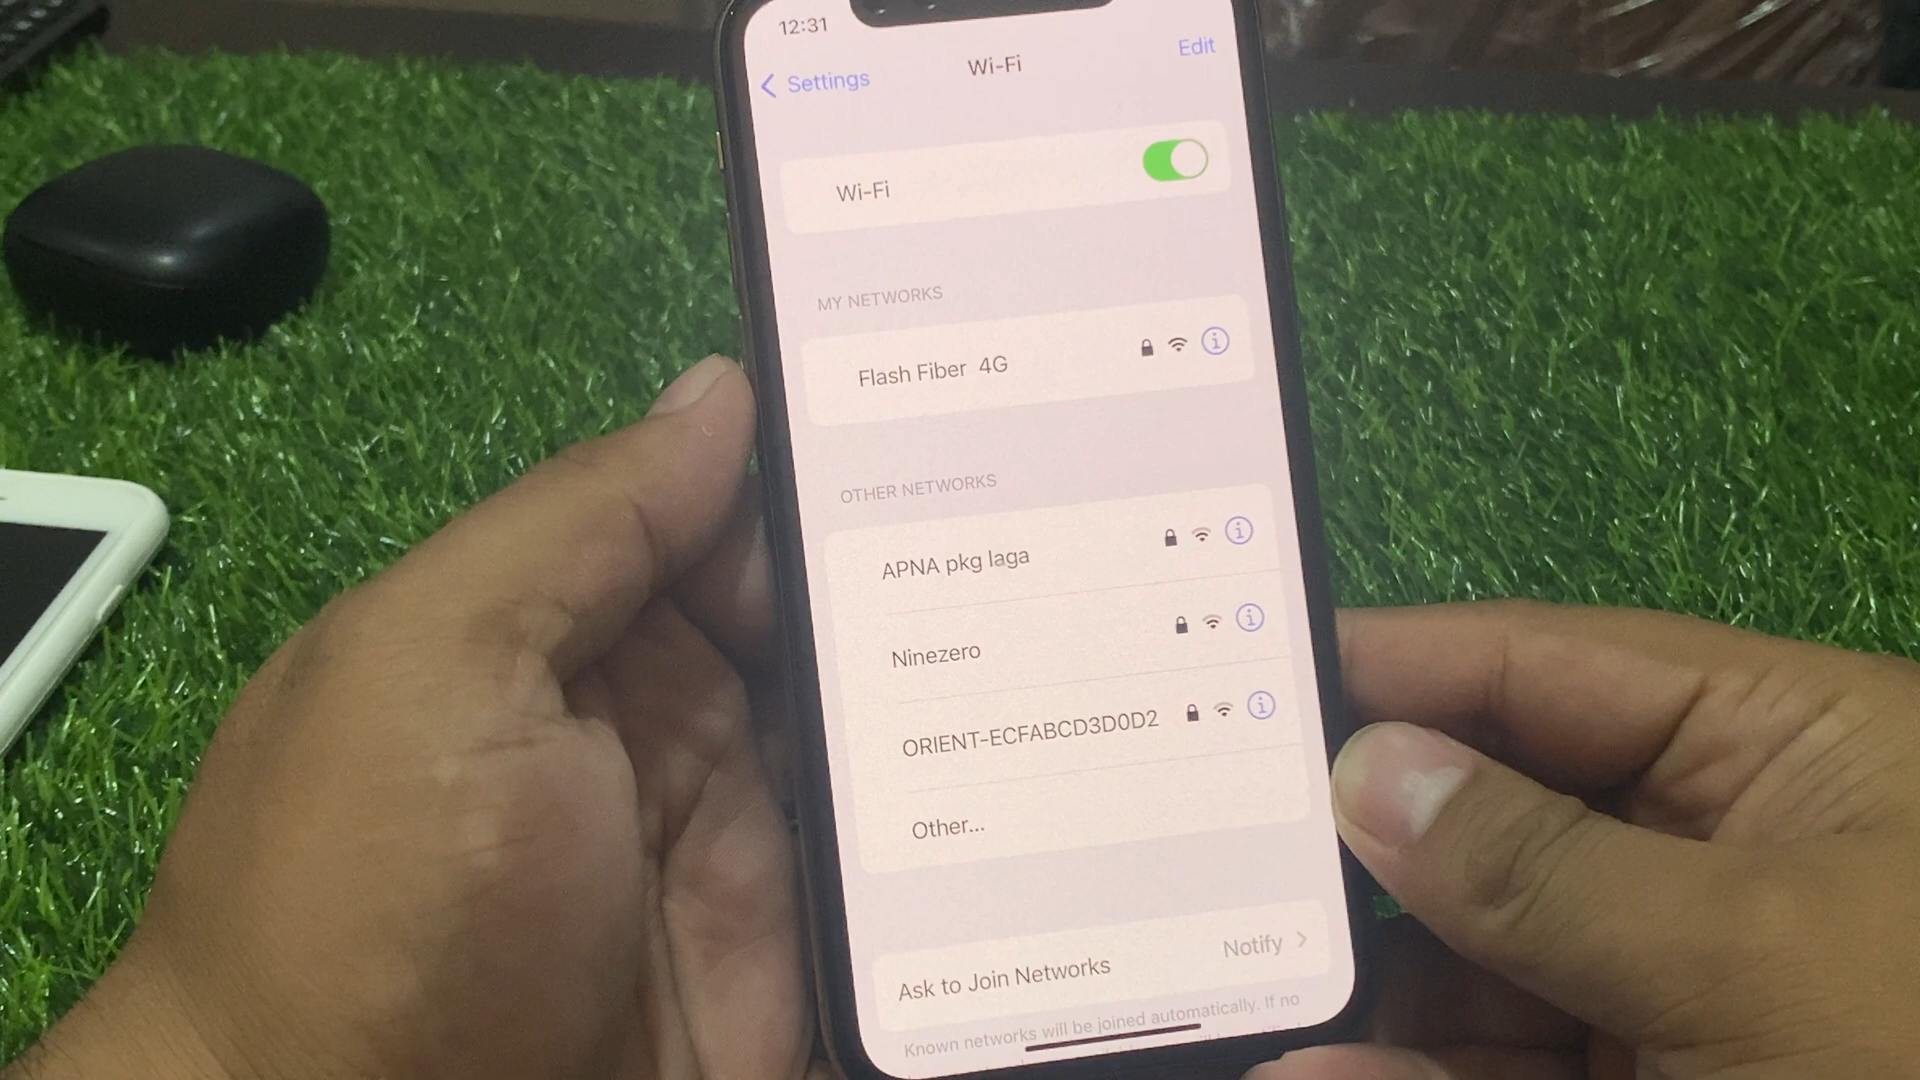 12:31
Settings
Wi-Fi
Edit
Wi-Fi
MY NETWORKS
Flash Fiber 4G
OTHER NETWORKS
APNA pkg laga
Ninezero
ORIENT-ECFABCD3D0D2
Other...
Ask to Join Networks
Notify
Known networks will be joined automatically. If no